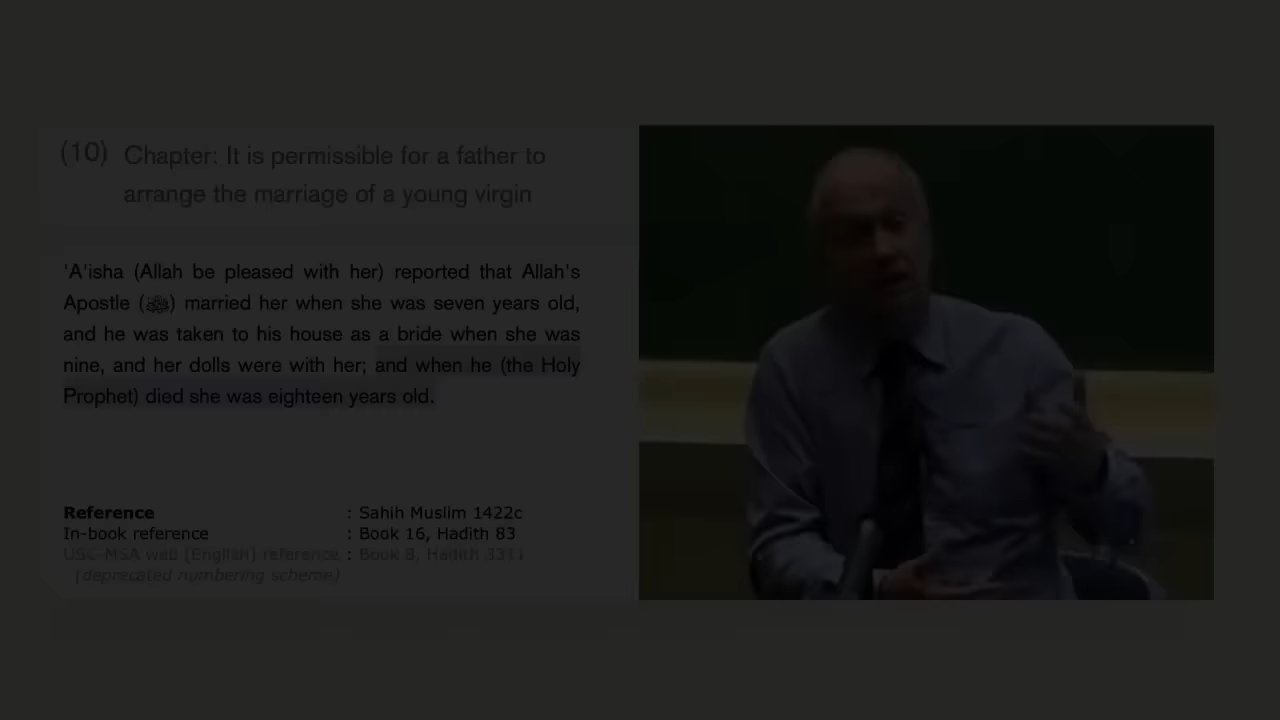 (10) Chapter: It is permissible for a father to
arrange the marriage of a young virgin
'A'isha (Allah be pleased with her) reported that Allah's
Apostle (ﷺ) married her when she was seven years old,
and he was taken to his house as a bride when she was
nine, and her dolls were with her; and when he (the Holy
Prophet) died she was eighteen years old.
Reference : Sahih Muslim 1422c
In-book reference : Book 16, Hadith 83
USC-MSA web (English) reference : Book 8, Hadith 3311
(deprecated numbering scheme)